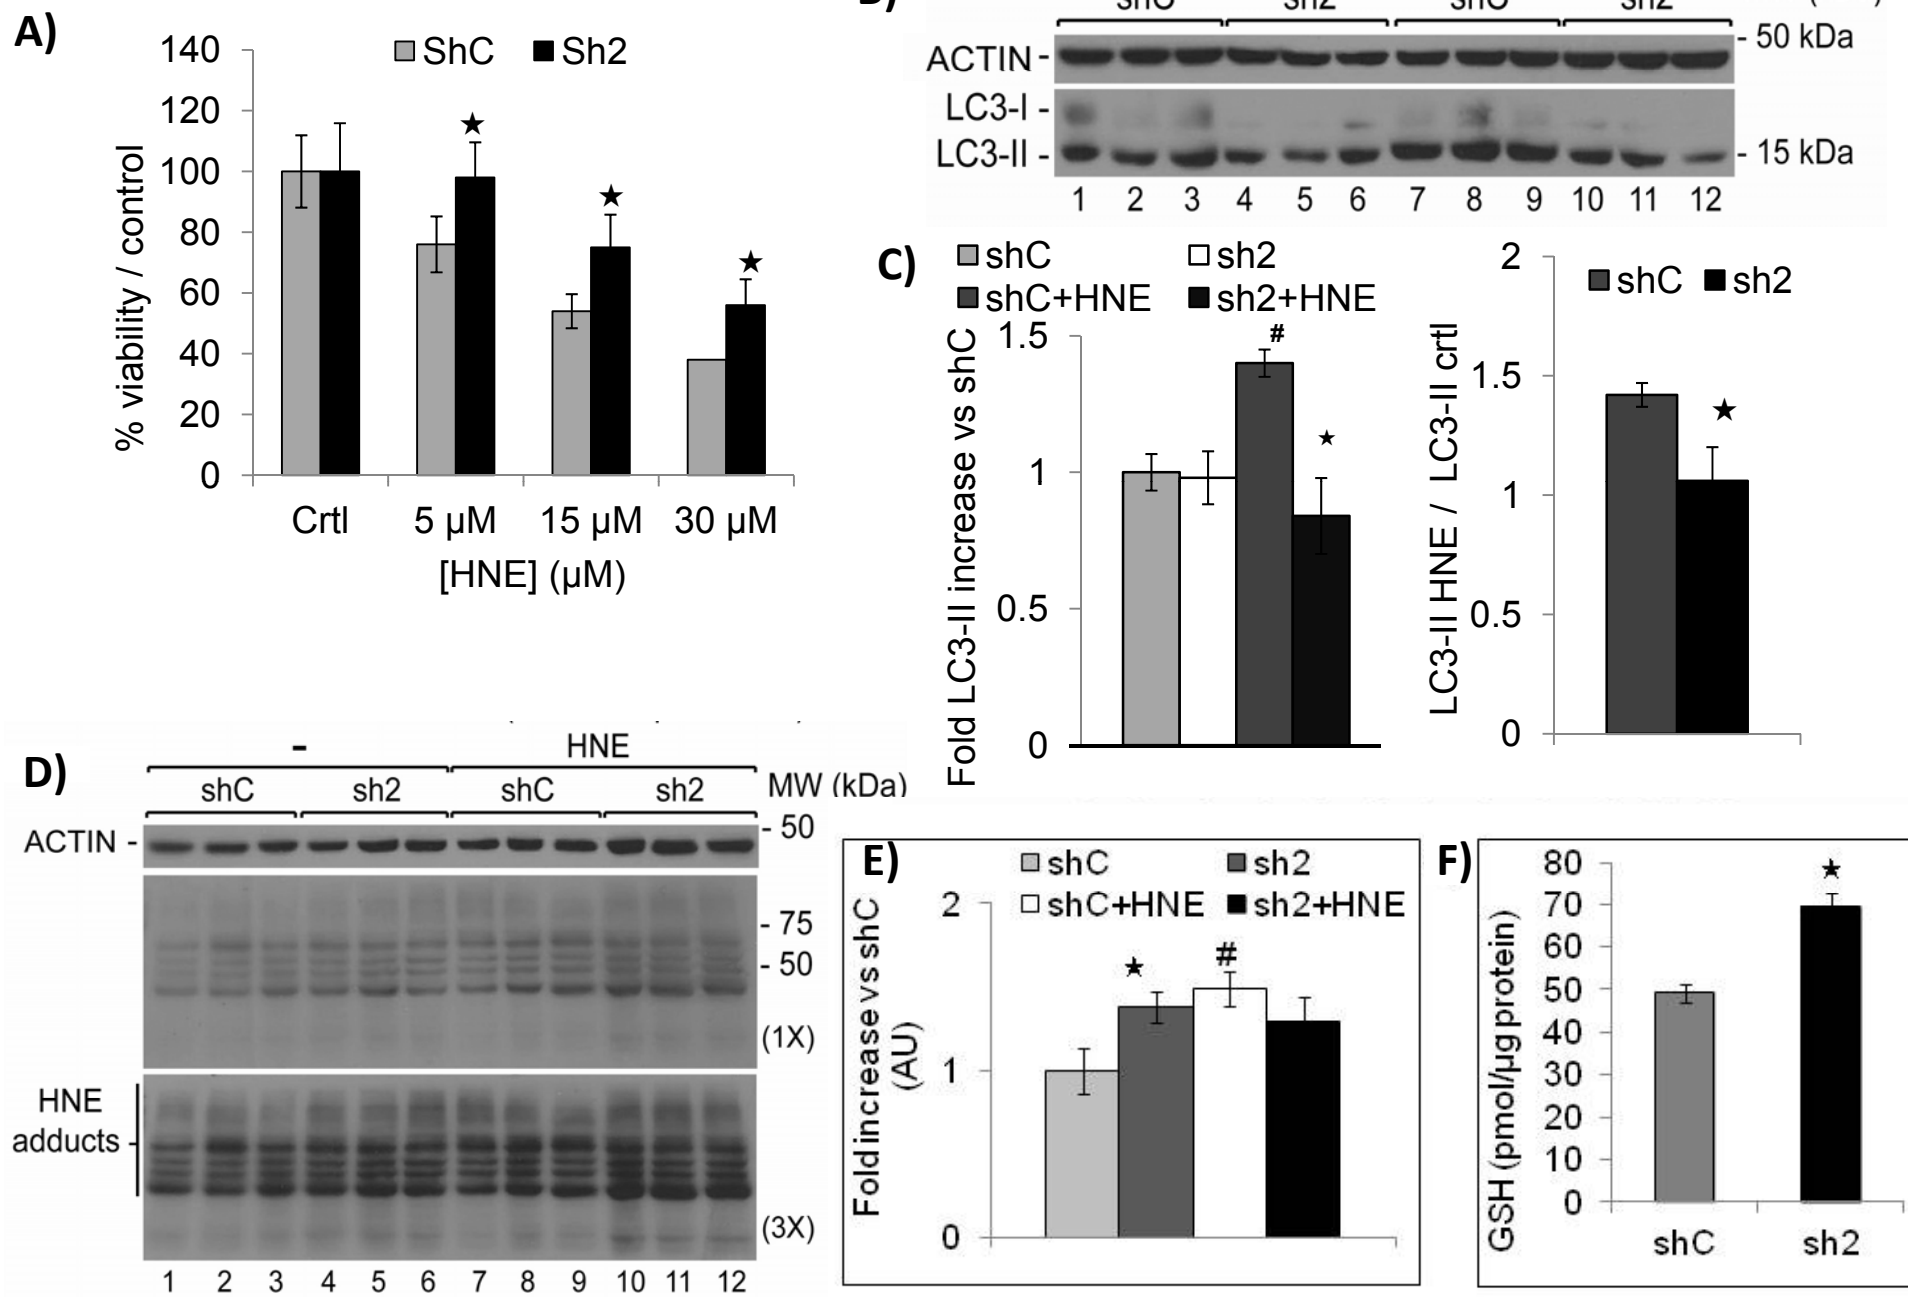 A)
ShC Sh2
140
120
100
80
60
40
20
0
% viability / control
★
★
★
Crtl 5 µM 15 µM 30 µM
[HNE] (µM)
shC sh2 shC sh2
ACTIN -
- 50 kDa
LC3-I -
LC3-II -
- 15 kDa
1 2 3 4 5 6 7 8 9 10 11 12
C)
shC sh2
shC+HNE sh2+HNE
Fold LC3-II increase vs shC
1.5
1
0.5
0
#
★
LC3-II HNE / LC3-II crtl
shC sh2
2
1.5
1
0.5
0
★
D)
- HNE
shC sh2 shC sh2
MW (kDa)
ACTIN -
- 50
- 75
- 50
(1X)
HNE
adducts -
(3X)
1 2 3 4 5 6 7 8 9 10 11 12
E)
shC sh2
shC+HNE sh2+HNE
Fold increase vs shC
(AU)
2
1
0
★
#
F)
GSH (pmol/µg protein)
80
70
60
50
40
30
20
10
0
★
shC sh2